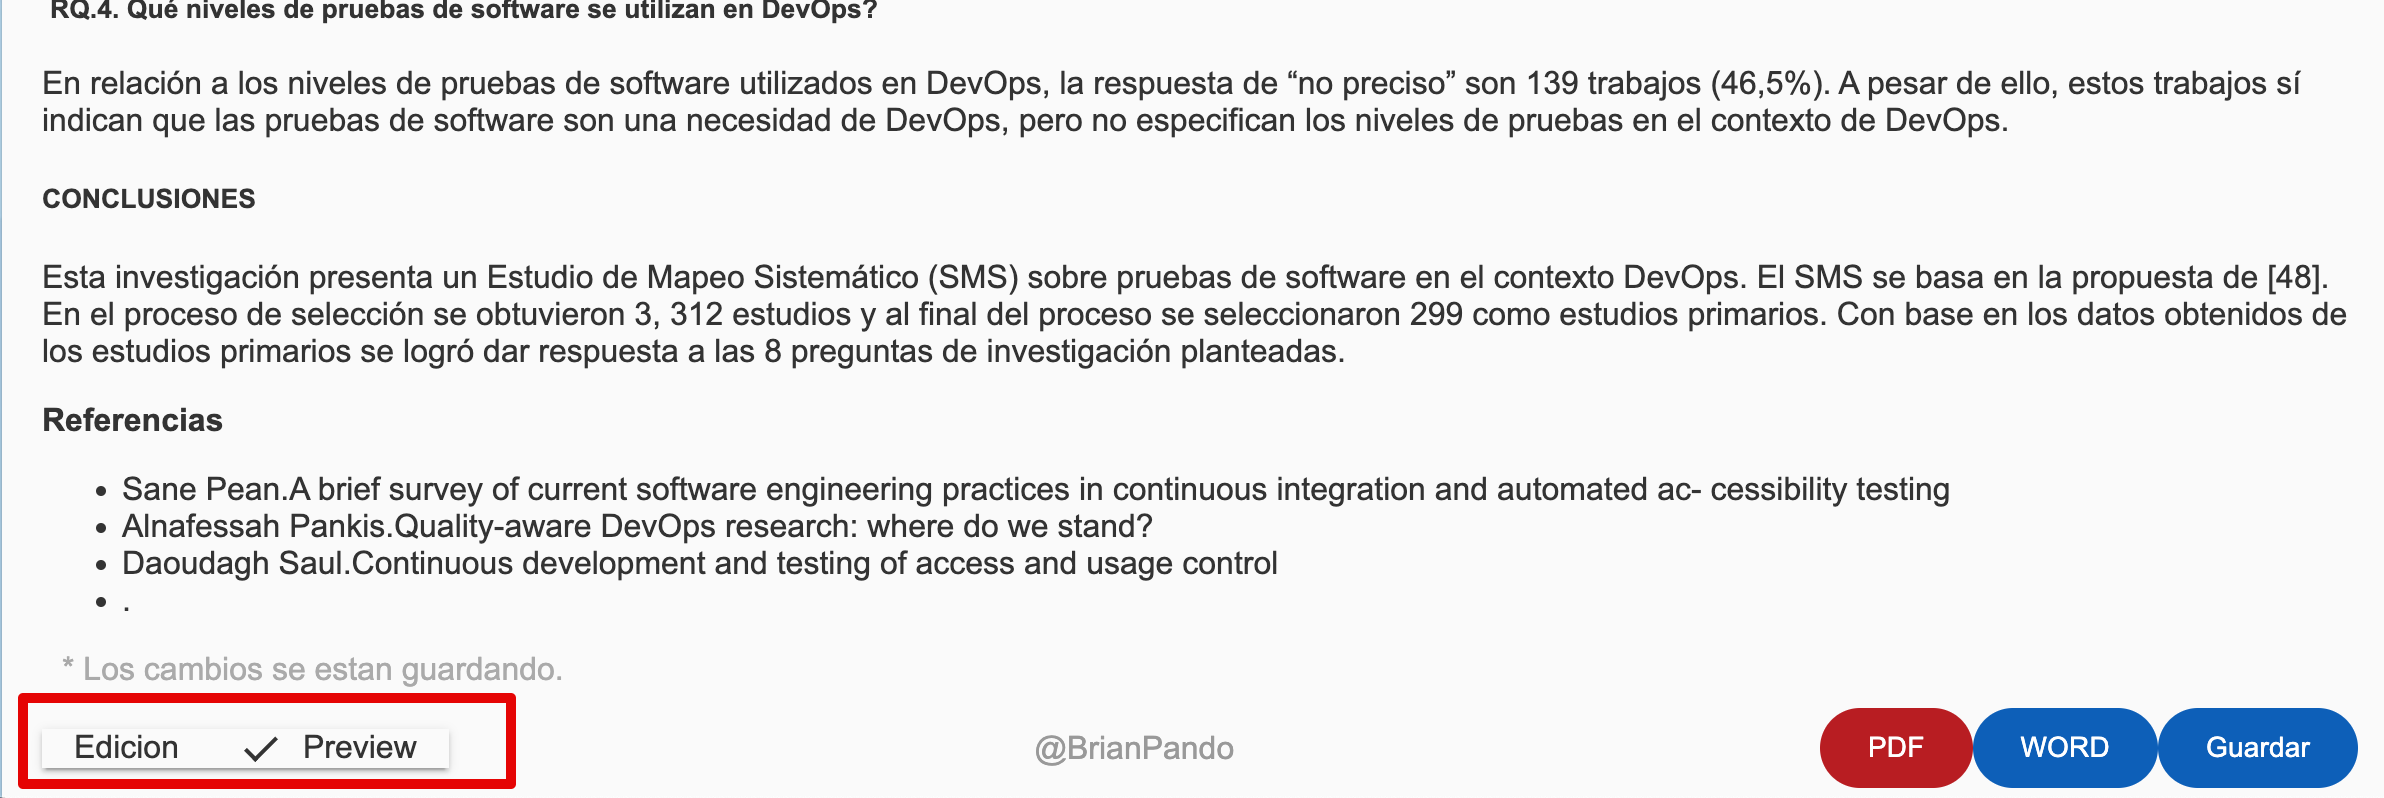 RQ.4. Qué niveles de pruebas de software se utilizan en DevOps?
En relación a los niveles de pruebas de software utilizados en DevOps, la respuesta de “no preciso” son 139 trabajos (46,5%). A pesar de ello, estos trabajos sí
indican que las pruebas de software son una necesidad de DevOps, pero no especifican los niveles de pruebas en el contexto de DevOps.
CONCLUSIONES
Esta investigación presenta un Estudio de Mapeo Sistemático (SMS) sobre pruebas de software en el contexto DevOps. El SMS se basa en la propuesta de [48].
En el proceso de selección se obtuvieron 3, 312 estudios y al final del proceso se seleccionaron 299 como estudios primarios. Con base en los datos obtenidos de
los estudios primarios se logró dar respuesta a las 8 preguntas de investigación planteadas.
Referencias
• Sane Pean.A brief survey of current software engineering practices in continuous integration and automated ac- cessibility testing
• Alnafessah Pankis.Quality-aware DevOps research: where do we stand?
• Daoudagh Saul.Continuous development and testing of access and usage control
• .
* Los cambios se estan guardando.
Edicion ✓ Preview @BrianPando PDF WORD Guardar